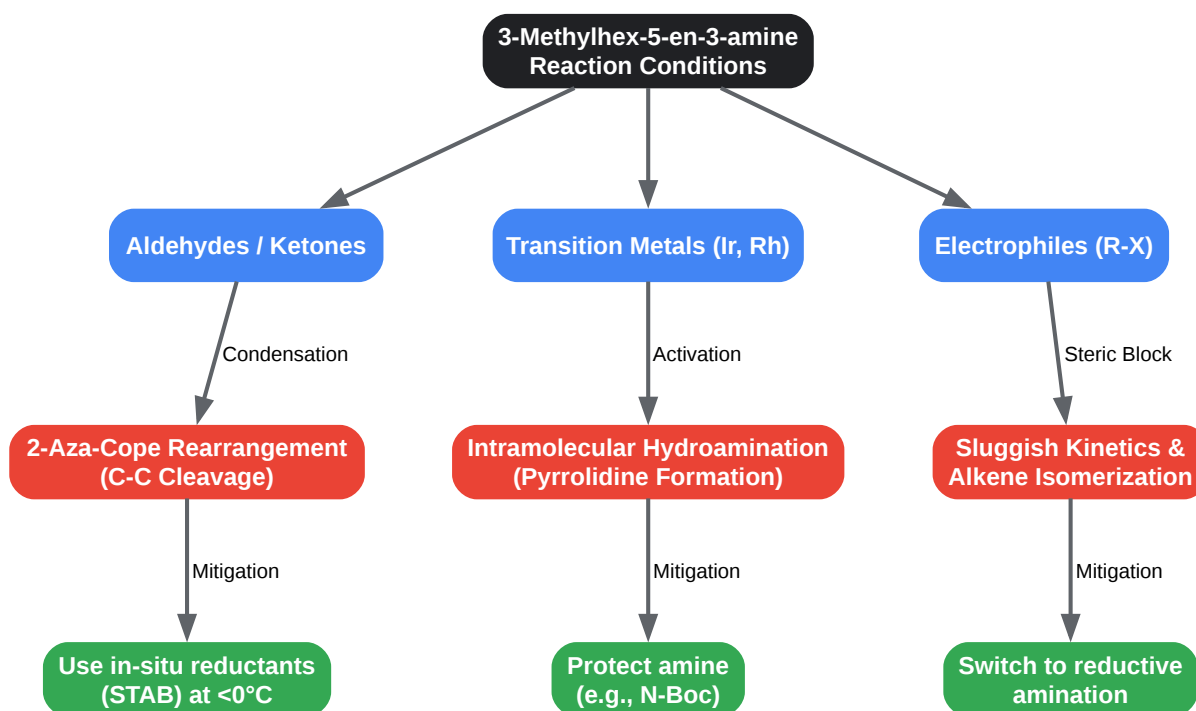 3-Methylhex-5-en-3-amine
Reaction Conditions
Aldehydes / Ketones
Transition Metals (Ir, Rh)
Electrophiles (R-X)
Condensation
Activation
Steric Block
2-Aza-Cope Rearrangement
(C-C Cleavage)
Intramolecular Hydroamination
(Pyrrolidine Formation)
Sluggish Kinetics &
Alkene Isomerization
Mitigation
Mitigation
Mitigation
Use in-situ reductants
(STAB) at <0°C
Protect amine
(e.g., N-Boc)
Switch to reductive
amination